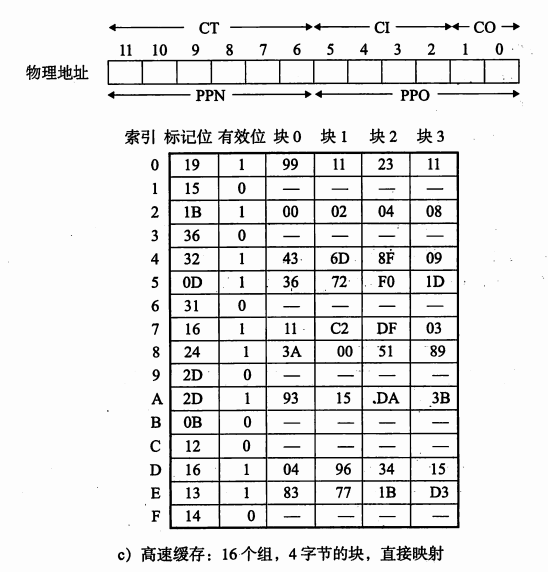 CT CI CO
11 10 9 8 7 6 5 4 3 2 1 0
物理地址
PPN PPO
索引 标记位 有效位 块0 块1 块2 块3
0 19 1 99 11 23 11
1 15 0 — — — —
2 1B 1 00 02 04 08
3 36 0 — — — —
4 32 1 43 6D 8F 09
5 0D 1 36 72 F0 1D
6 31 0 — — — —
7 16 1 11 C2 DF 03
8 24 1 3A 00 51 89
9 2D 0 — — — —
A 2D 1 93 15 DA 3B
B 0B 0 — — — —
C 12 0 — — — —
D 16 1 04 96 34 15
E 13 1 83 77 1B D3
F 14 0 — — — —
c) 高速缓存：16个组，4字节的块，直接映射